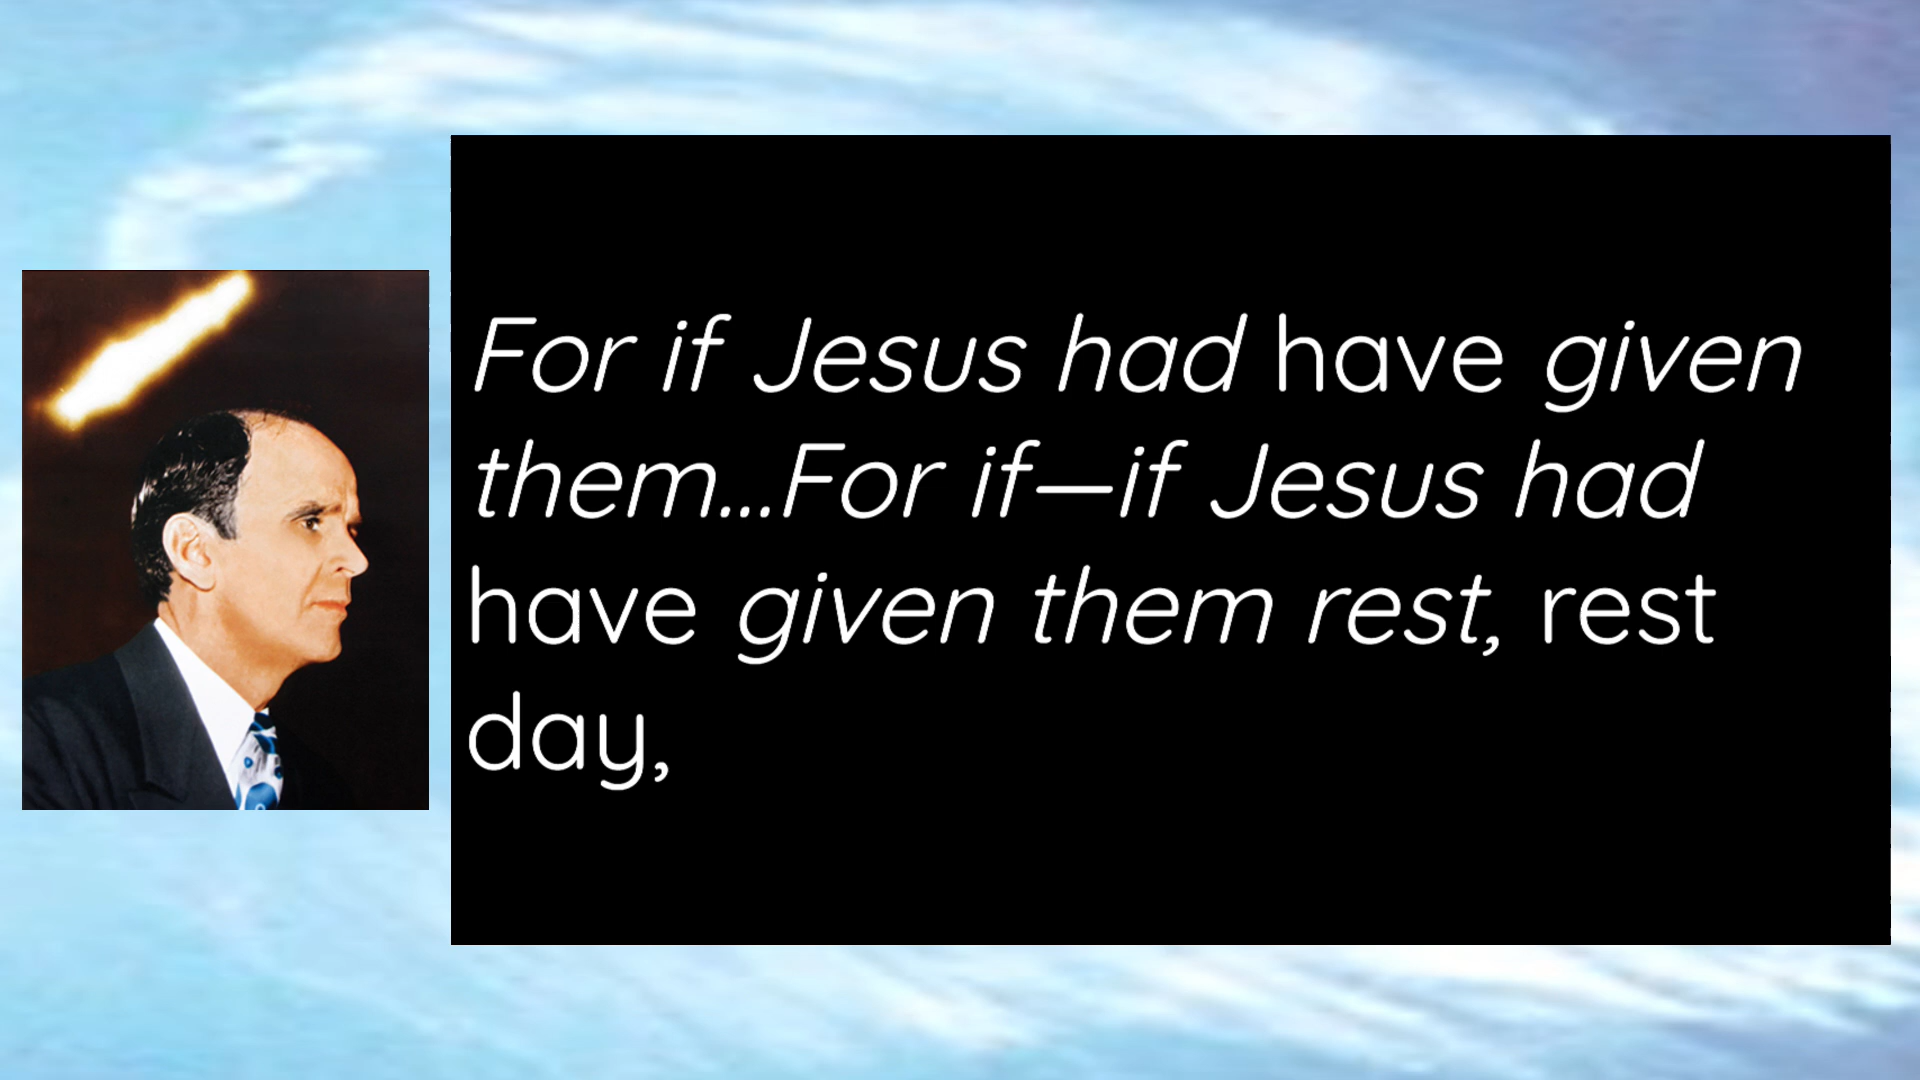 For if Jesus had have given
them...For if—if Jesus had
have given them rest, rest
day,